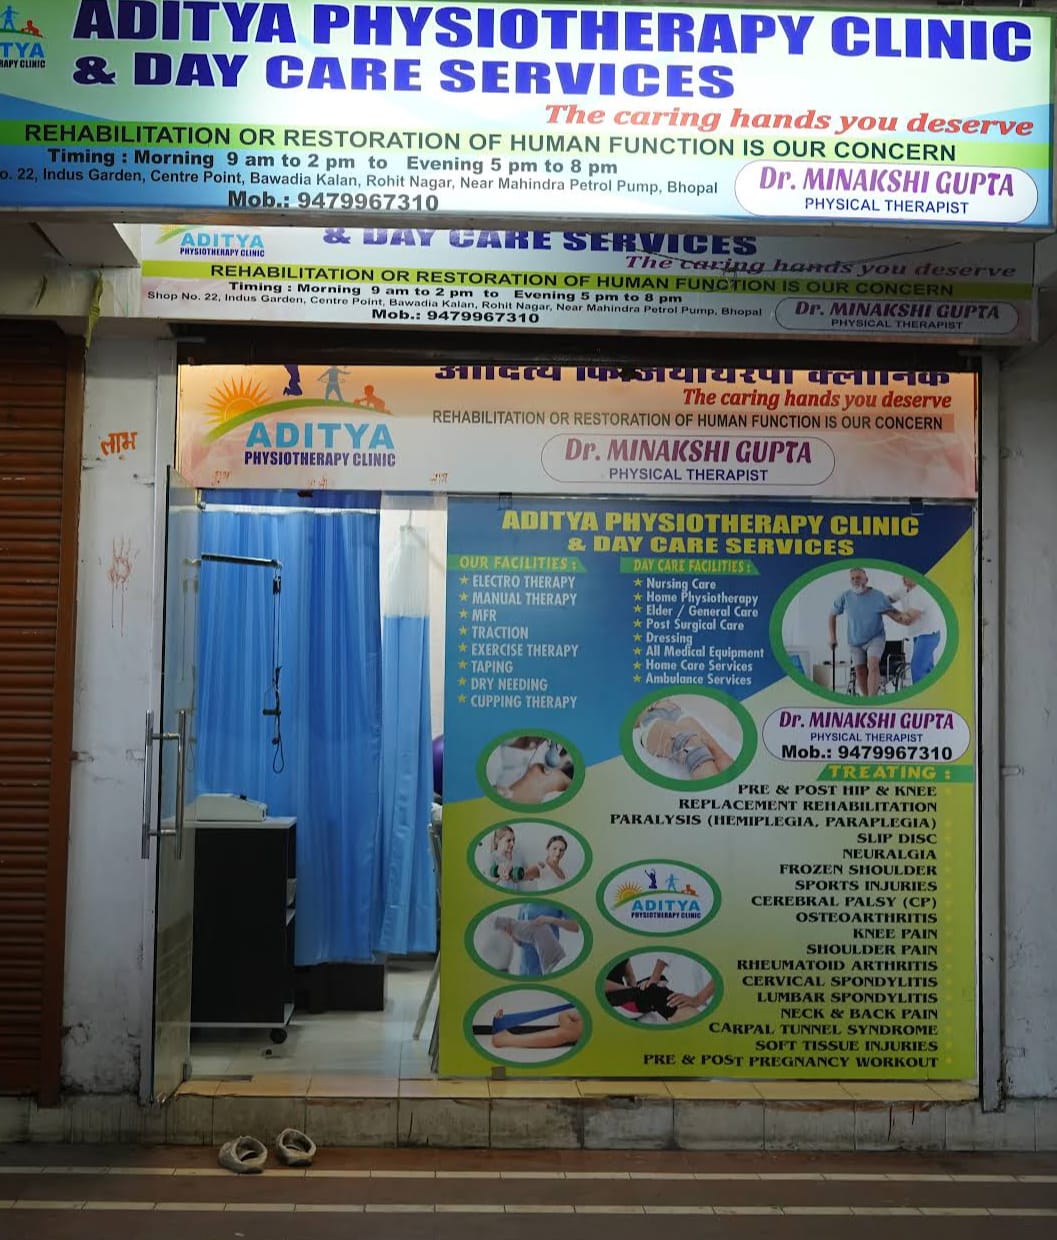 TYA
RAPY CLINIC
ADITYA PHYSIOTHERAPY CLINIC
& DAY CARE SERVICES
The caring hands you deserve
REHABILITATION OR RESTORATION OF HUMAN FUNCTION IS OUR CONCERN
Timing : Morning 9 am to 2 pm to Evening 5 pm to 8 pm
o. 22, Indus Garden, Centre Point, Bawadia Kalan, Rohit Nagar, Near Mahindra Petrol Pump, Bhopal
Mob.: 9479967310
Dr. MINAKSHI GUPTA
PHYSICAL THERAPIST
ADITYA
PHYSIOTHERAPY CLINIC
& DAY CARE SERVICES
The caring hands you deserve
REHABILITATION OR RESTORATION OF HUMAN FUNCTION IS OUR CONCERN
Timing : Morning 9 am to 2 pm to Evening 5 pm to 8 pm
Shop No. 22, Indus Garden, Centre Point, Bawadia Kalan, Rohit Nagar, Near Mahindra Petrol Pump, Bhopal
Mob.: 9479967310
Dr. MINAKSHI GUPTA
PHYSICAL THERAPIST
आदित्य फिजियोथेरेपी क्लीनिक
The caring hands you deserve
REHABILITATION OR RESTORATION OF HUMAN FUNCTION IS OUR CONCERN
ADITYA
PHYSIOTHERAPY CLINIC
Dr. MINAKSHI GUPTA
PHYSICAL THERAPIST
लाभ
ADITYA PHYSIOTHERAPY CLINIC
& DAY CARE SERVICES
OUR FACILITIES :
★ ELECTRO THERAPY
★ MANUAL THERAPY
★ MFR
★ TRACTION
★ EXERCISE THERAPY
★ TAPING
★ DRY NEEDING
★ CUPPING THERAPY
DAY CARE FACILITIES :
★ Nursing Care
★ Home Physiotherapy
★ Elder / General Care
★ Post Surgical Care
★ Dressing
★ All Medical Equipment
★ Home Care Services
★ Ambulance Services
Dr. MINAKSHI GUPTA
PHYSICAL THERAPIST
Mob.: 9479967310
TREATING :
PRE & POST HIP & KNEE
REPLACEMENT REHABILITATION
PARALYSIS (HEMIPLEGIA, PARAPLEGIA)
SLIP DISC
NEURALGIA
FROZEN SHOULDER
SPORTS INJURIES
CEREBRAL PALSY (CP)
OSTEOARTHRITIS
KNEE PAIN
SHOULDER PAIN
RHEUMATOID ARTHRITIS
CERVICAL SPONDYLITIS
LUMBAR SPONDYLITIS
NECK & BACK PAIN
CARPAL TUNNEL SYNDROME
SOFT TISSUE INJURIES
PRE & POST PREGNANCY WORKOUT
ADITYA
PHYSIOTHERAPY CLINIC